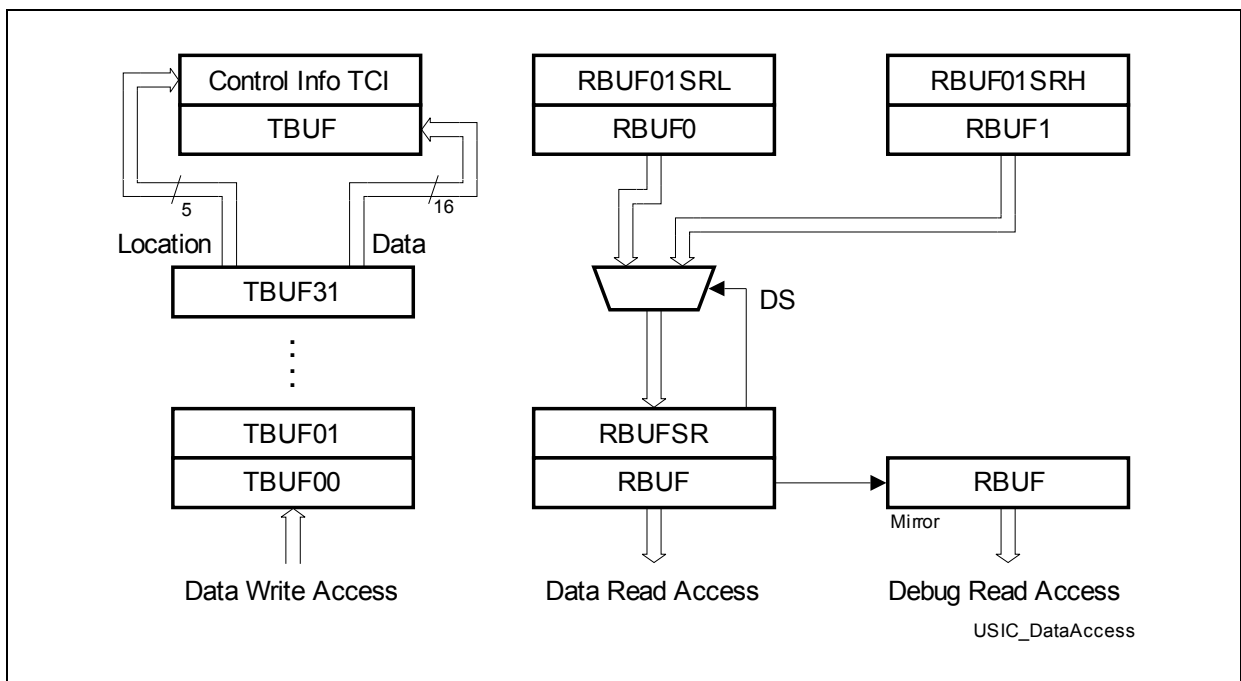 Control Info TCI
TBUF
5
16
Location
Data
TBUF31
TBUF01
TBUF00
Data Write Access
RBUF01SRL
RBUF0
RBUF01SRH
RBUF1
DS
RBUFSR
RBUF
Data Read Access
RBUF
Mirror
Debug Read Access
USIC_DataAccess